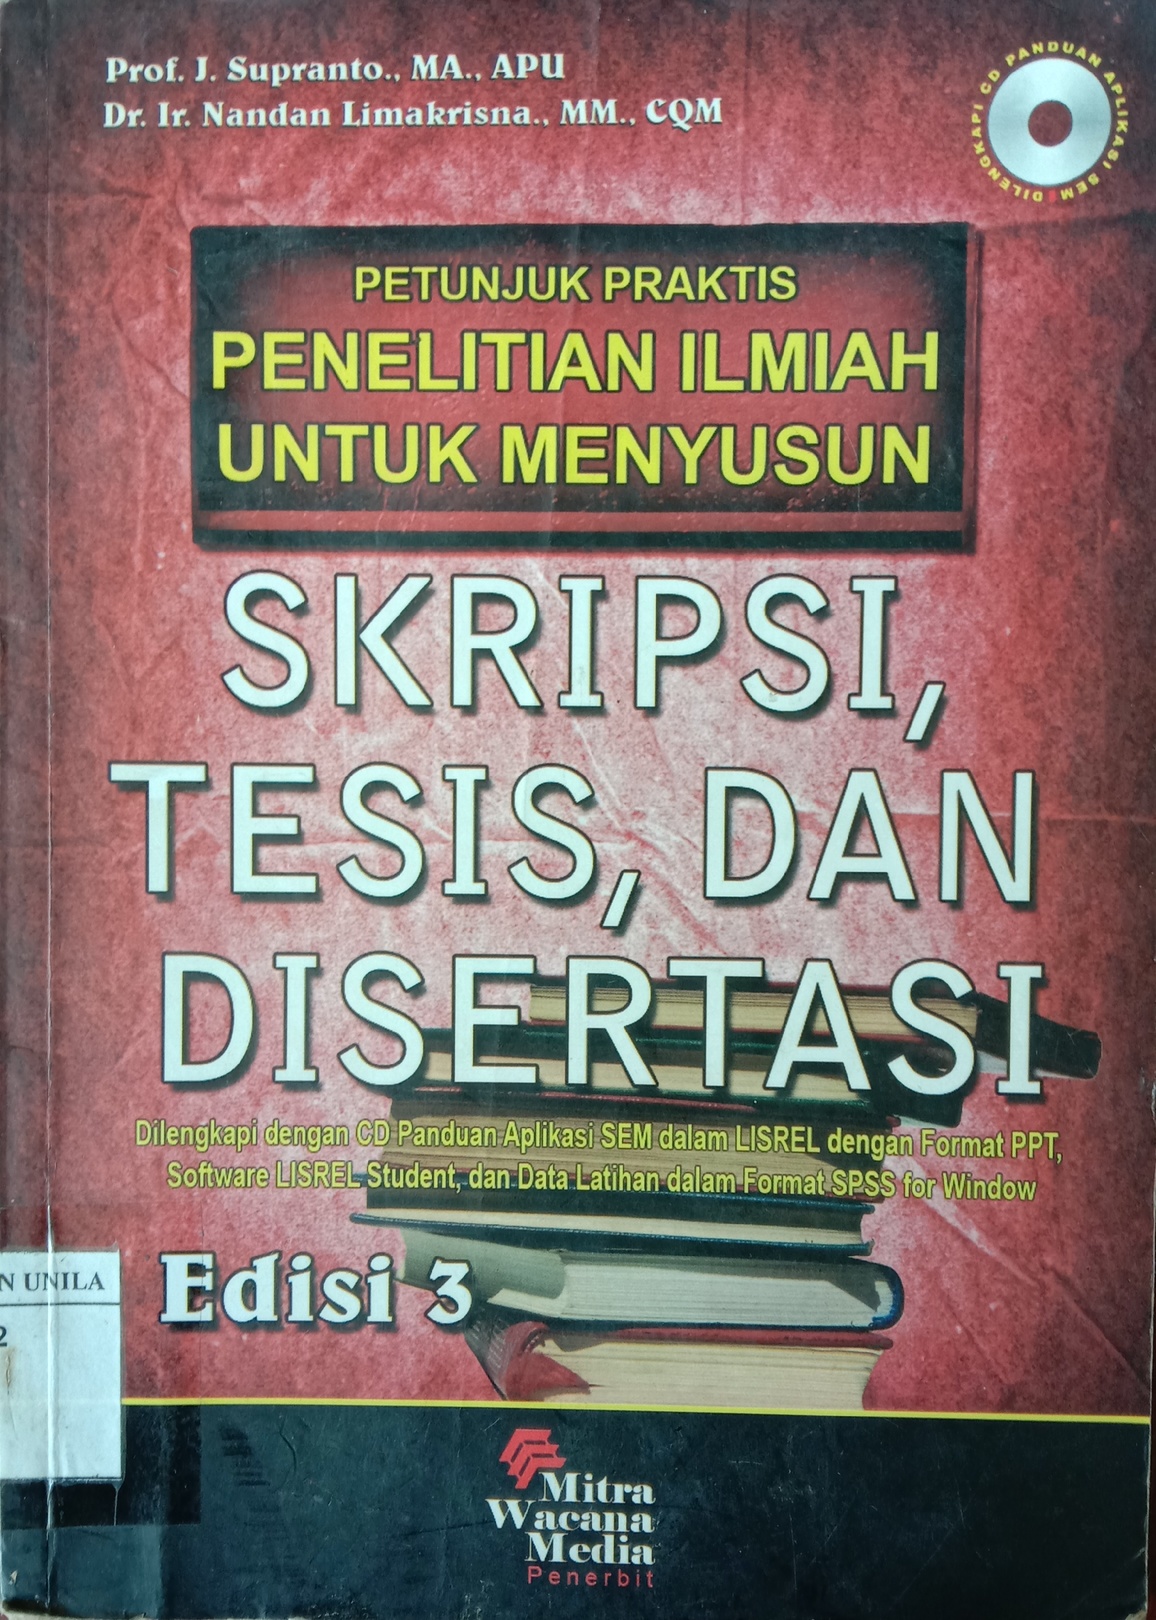 Prof. J. Supranto., MA., APU
Dr. Ir. Nandan Limakrisna., MM., CQM
DILENGKAPI CD PANDUAN APLIKASI SEM
PETUNJUK PRAKTIS
PENELITIAN ILMIAH
UNTUK MENYUSUN
SKRIPSI,
TESIS, DAN
DISERTASI
Dilengkapi dengan CD Panduan Aplikasi SEM dalam LISREL dengan Format PPT,
Software LISREL Student, dan Data Latihan dalam Format SPSS for Window
N UNILA
2
Edisi 3
Mitra
Wacana
Media
Penerbit